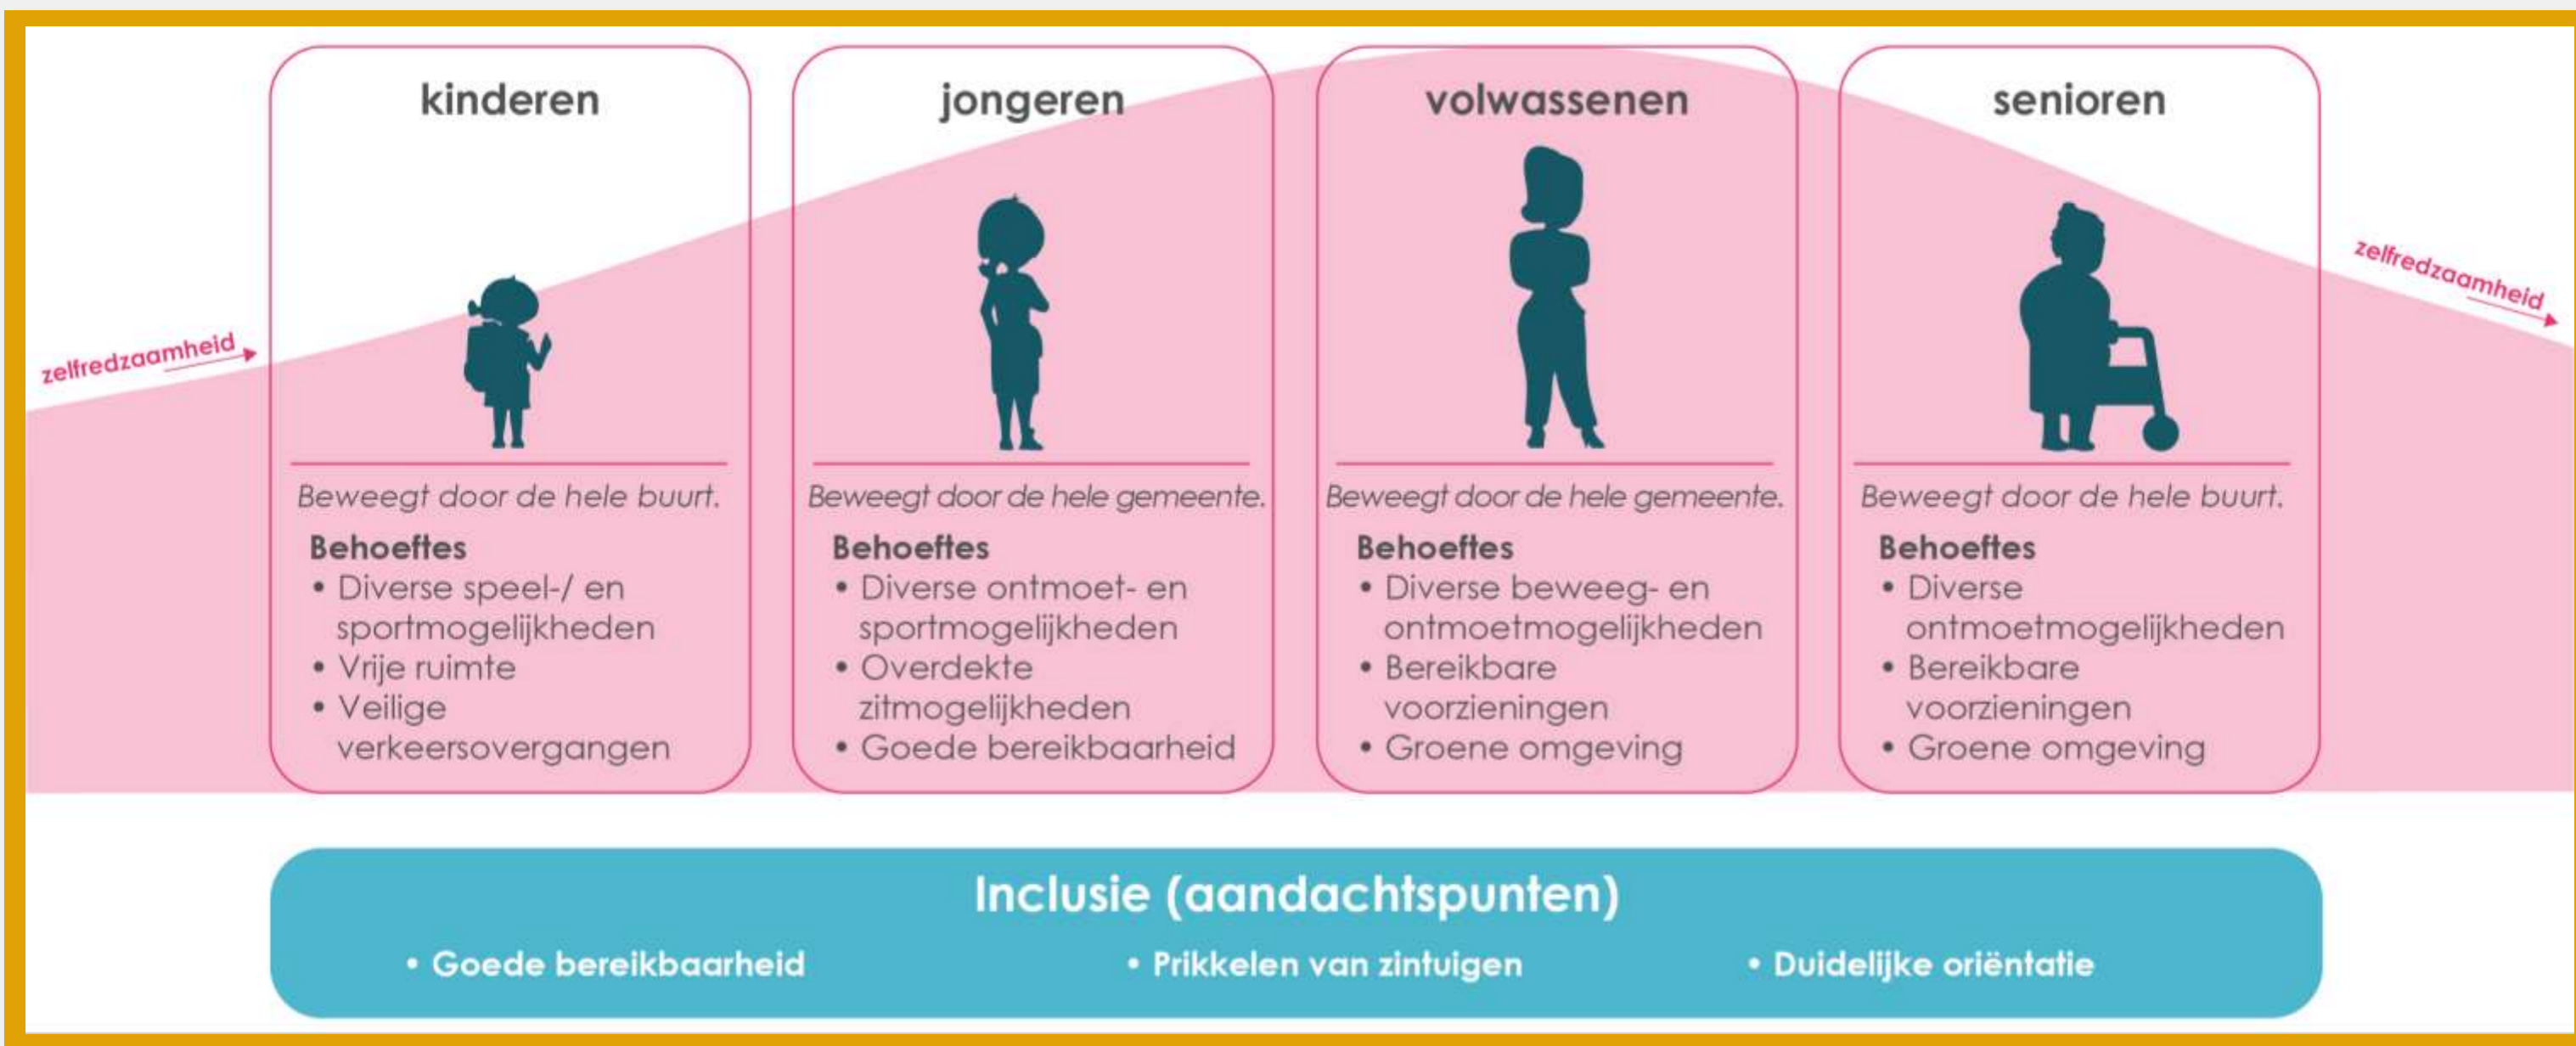 kinderen
jongeren
volwassenen
senioren
zelfredzaamheid
zelfredzaamheid
Beweegt door de hele buurt.
Behoeftes
• Diverse speel-/ en
sportmogelijkheden
• Vrije ruimte
• Veilige
verkeersovergangen
Beweegt door de hele gemeente.
Behoeftes
• Diverse ontmoet- en
sportmogelijkheden
• Overdekte
zitmogelijkheden
• Goede bereikbaarheid
Beweegt door de hele gemeente.
Behoeftes
• Diverse beweeg- en
ontmoetmogelijkheden
• Bereikbare
voorzieningen
• Groene omgeving
Beweegt door de hele buurt.
Behoeftes
• Diverse
ontmoetmogelijkheden
• Bereikbare
voorzieningen
• Groene omgeving
Inclusie (aandachtspunten)
• Goede bereikbaarheid
• Prikkelen van zintuigen
• Duidelijke oriëntatie